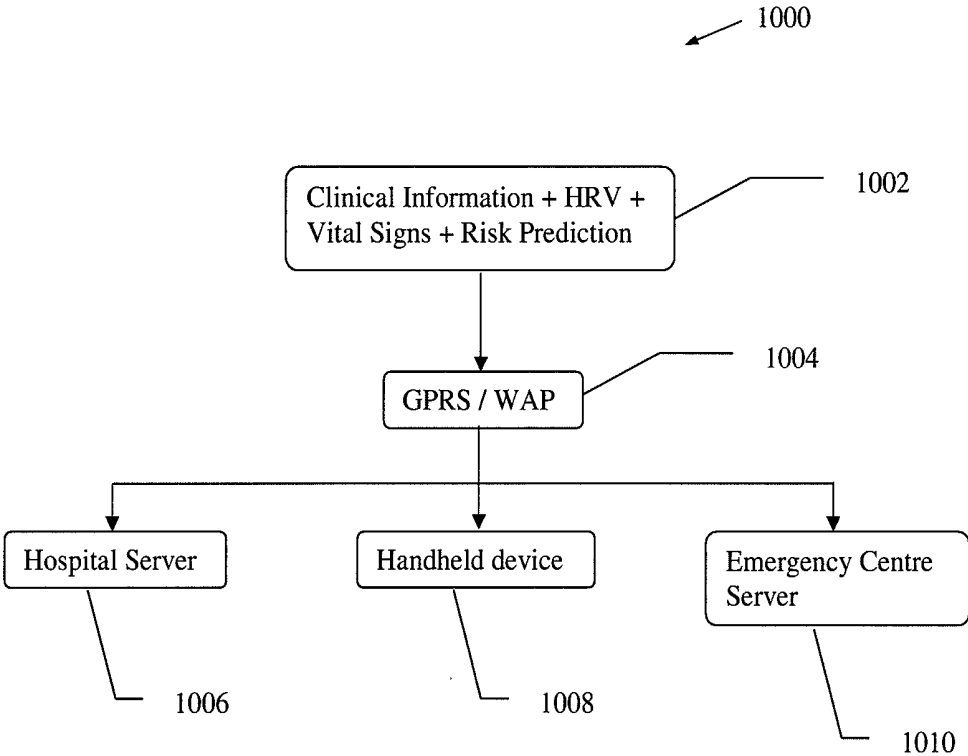 1000
Clinical Information + HRV +
Vital Signs + Risk Prediction
1002
GPRS / WAP
1004
Hospital Server
Handheld device
Emergency Centre
Server
1006
1008
1010